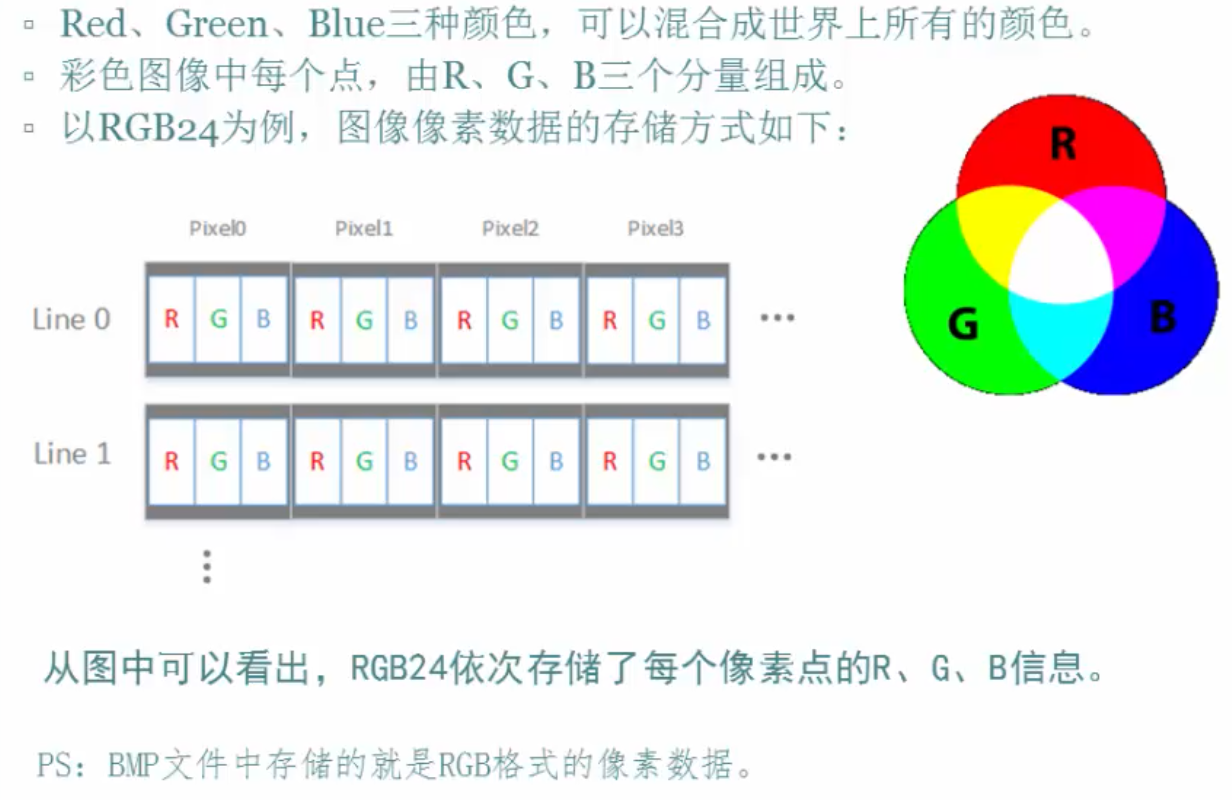 ▫ Red、Green、Blue三种颜色，可以混合成世界上所有的颜色。
▫ 彩色图像中每个点，由R、G、B三个分量组成。
▫ 以RGB24为例，图像像素数据的存储方式如下：
R
G B
Pixel0 Pixel1 Pixel2 Pixel3
Line 0 R G B R G B R G B R G B ...
Line 1 R G B R G B R G B R G B ...
⋮
从图中可以看出，RGB24依次存储了每个像素点的R、G、B信息。
PS：BMP文件中存储的就是RGB格式的像素数据。